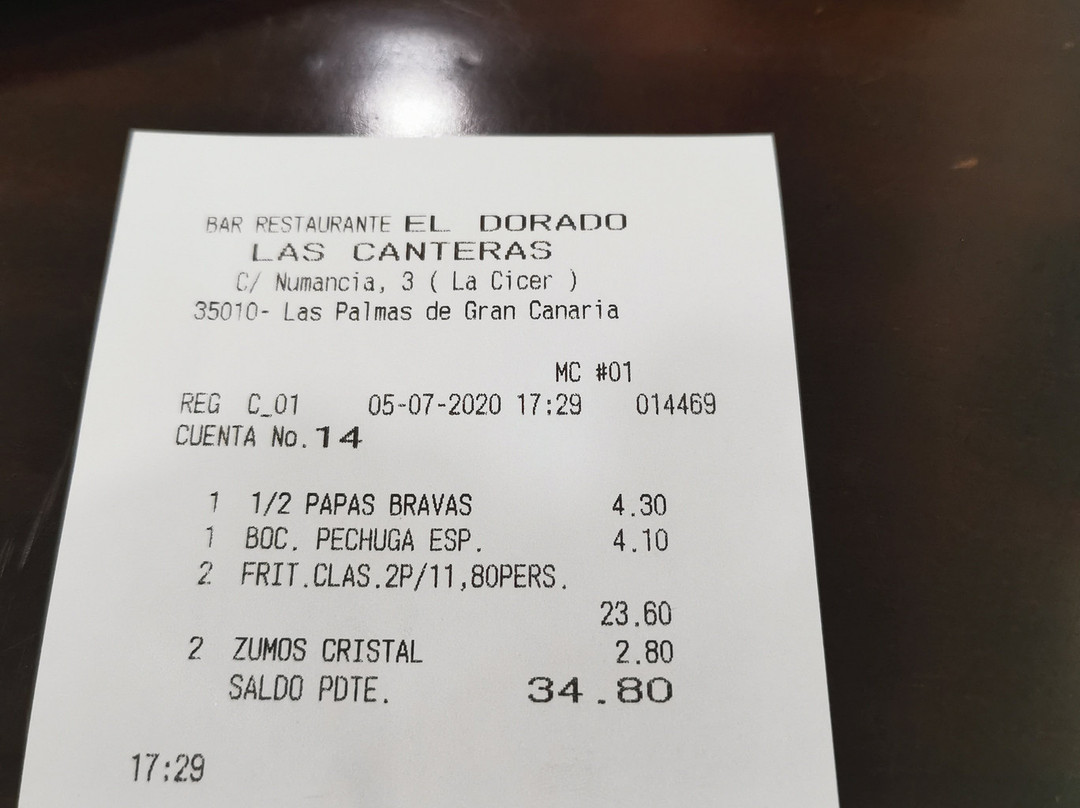 BAR RESTAURANTE EL DORADO
LAS CANTERAS
C/ Numancia, 3 ( La Cicer )
35010- Las Palmas de Gran Canaria
MC #01
REG C_01 05-07-2020 17:29 014469
CUENTA No.14
1 1/2 PAPAS BRAVAS 4.30
1 BOC. PECHUGA ESP. 4.10
2 FRIT.CLAS.2P/11,80PERS.
23.60
2 ZUMOS CRISTAL 2.80
SALDO PDTE. 34.80
17:29